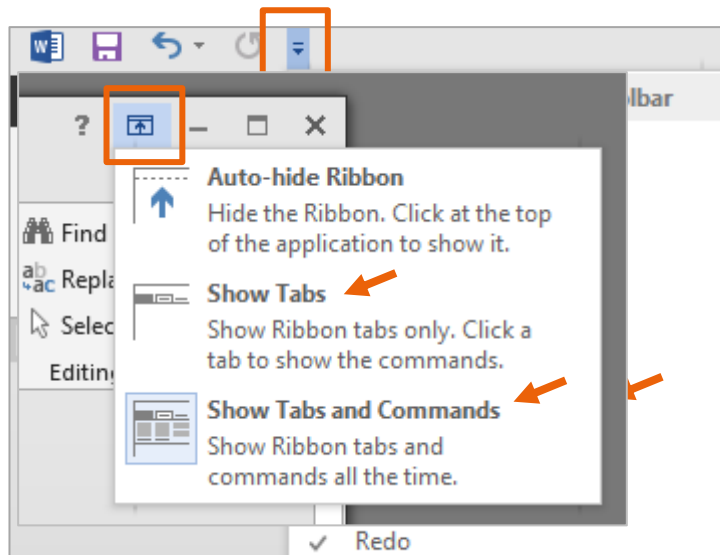 lbar
?
Auto-hide Ribbon
Hide the Ribbon. Click at the top
of the application to show it.
Find
Repla
Show Tabs
Show Ribbon tabs only. Click a
tab to show the commands.
Selec
Editin
Show Tabs and Commands
Show Ribbon tabs and
commands all the time.
Redo